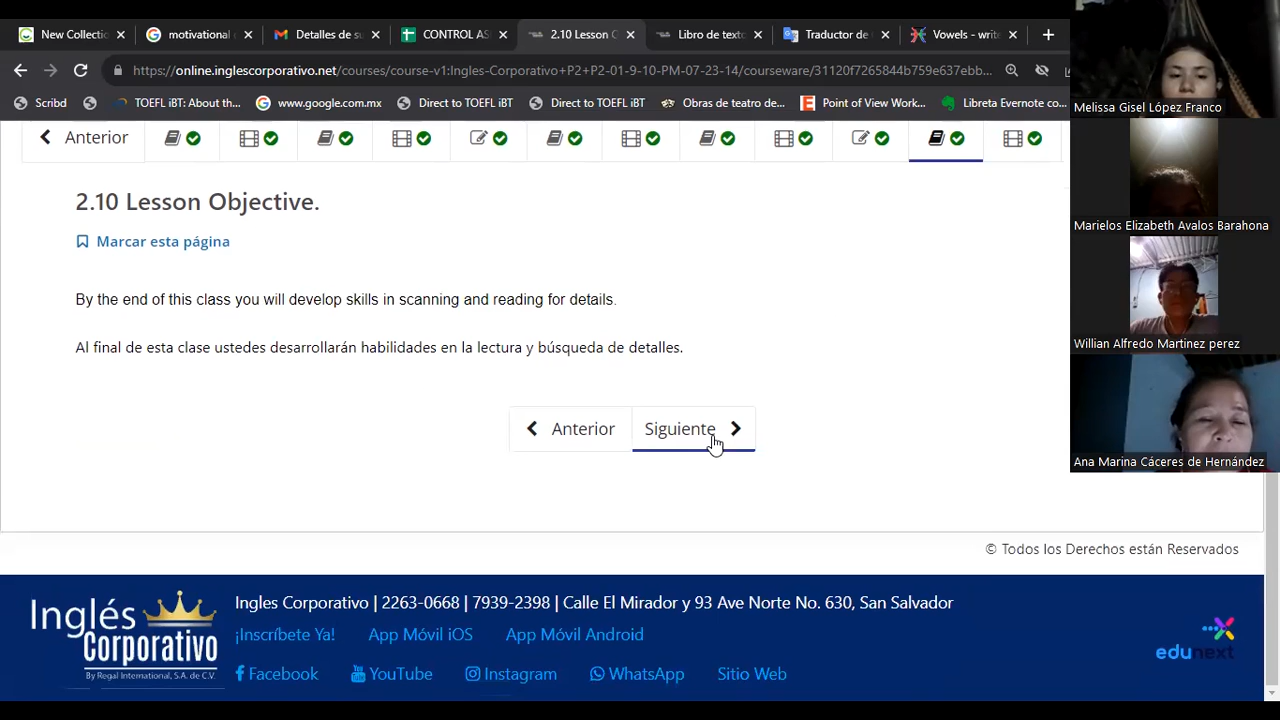 New Collectio
motivational
Detalles de su
CONTROL AS
2.10 Lesson O
Libro de texto
Traductor de
Vowels - write
https://online.inglescorporativo.net/courses/course-v1:Ingles-Corporativo+P2+P2-01-9-10-PM-07-23-14/courseware/31120f7265844b759e637ebb...
Scribd
TOEFL iBT: About th...
www.google.com.mx
Direct to TOEFL iBT
Direct to TOEFL iBT
Obras de teatro de...
Point of View Work...
Libreta Evernote co...
Anterior
2.10 Lesson Objective.
Marcar esta página
By the end of this class you will develop skills in scanning and reading for details.
Al final de esta clase ustedes desarrollarán habilidades en la lectura y búsqueda de detalles.
Anterior
Siguiente
© Todos los Derechos están Reservados
Inglés
Corporativo
By Regal International, S.A. de C.V.
Ingles Corporativo | 2263-0668 | 7939-2398 | Calle El Mirador y 93 Ave Norte No. 630, San Salvador
¡Inscríbete Ya!
App Móvil iOS
App Móvil Android
Facebook
YouTube
Instagram
WhatsApp
Sitio Web
edunext
Melissa Gisel López Franco
Marielos Elizabeth Avalos Barahona
Willian Alfredo Martinez perez
Ana Marina Cáceres de Hernández